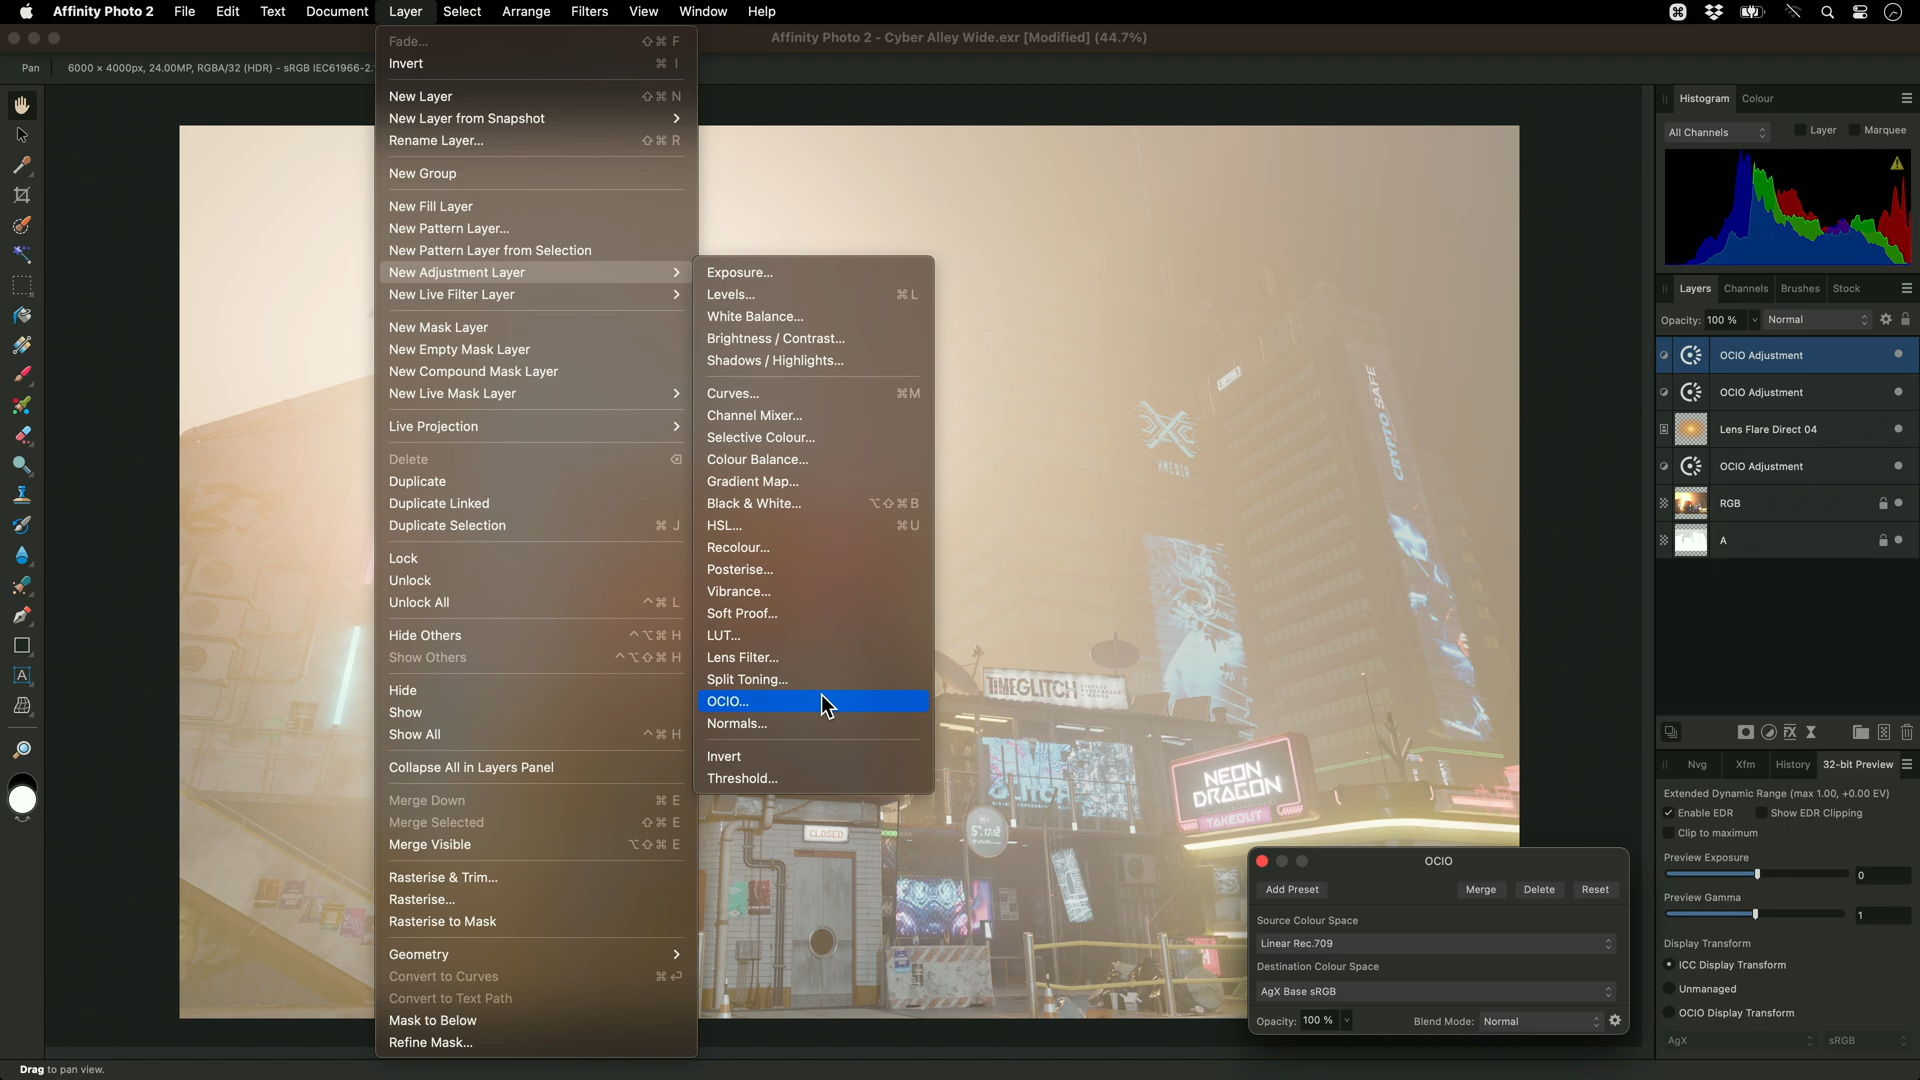 Affinity Photo 2 File Edit Text Document Layer Select Arrange Filters View Window Help
Affinity Photo 2 - Cyber Alley Wide.exr [Modified] (44.7%)
Pan 6000 × 4000px, 24.00MP, RGBA/32 (HDR) - sRGB IEC61966-2.
Fade... ⇧⌘ F
Invert ⌘ I
New Layer ⇧⌘ N
New Layer from Snapshot
Rename Layer... ⇧⌘ R
New Group
New Fill Layer
New Pattern Layer...
New Pattern Layer from Selection
New Adjustment Layer
New Live Filter Layer
New Mask Layer
New Empty Mask Layer
New Compound Mask Layer
New Live Mask Layer
Live Projection
Delete ⌫
Duplicate
Duplicate Linked
Duplicate Selection ⌘ J
Lock
Unlock
Unlock All ^⌘ L
Hide Others ^⌥⌘ H
Show Others ^⌥⇧⌘ H
Hide
Show
Show All ^⌘ H
Collapse All in Layers Panel
Merge Down ⌘ E
Merge Selected ⇧⌘ E
Merge Visible ⌥⇧⌘ E
Rasterise & Trim...
Rasterise...
Rasterise to Mask
Geometry
Convert to Curves ⌘↩
Convert to Text Path
Mask to Below
Refine Mask...
Exposure...
Levels... ⌘ L
White Balance...
Brightness / Contrast...
Shadows / Highlights...
Curves... ⌘M
Channel Mixer...
Selective Colour...
Colour Balance...
Gradient Map...
Black & White... ⌥⇧⌘B
HSL... ⌘U
Recolour...
Posterise...
Vibrance...
Soft Proof...
LUT...
Lens Filter...
Split Toning...
OCIO...
Normals...
Invert
Threshold...
XMEDIA
CRYPTO SAFE
TIMEGLITCH
NEON
DRAGON
TAKEOUT
CLOSED
OCIO
Add Preset Merge Delete Reset
Source Colour Space
Linear Rec.709
Destination Colour Space
AgX Base sRGB
Opacity: 100 % Blend Mode: Normal
Histogram Colour
All Channels Layer Marquee
Layers Channels Brushes Stock
Opacity: 100 % Normal
OCIO Adjustment
OCIO Adjustment
Lens Flare Direct 04
OCIO Adjustment
RGB
A
Nvg Xfm History 32-bit Preview
Extended Dynamic Range (max 1.00, +0.00 EV)
Enable EDR Show EDR Clipping
Clip to maximum
Preview Exposure
0
Preview Gamma
1
Display Transform
ICC Display Transform
Unmanaged
OCIO Display Transform
AgX sRGB
Drag to pan view.